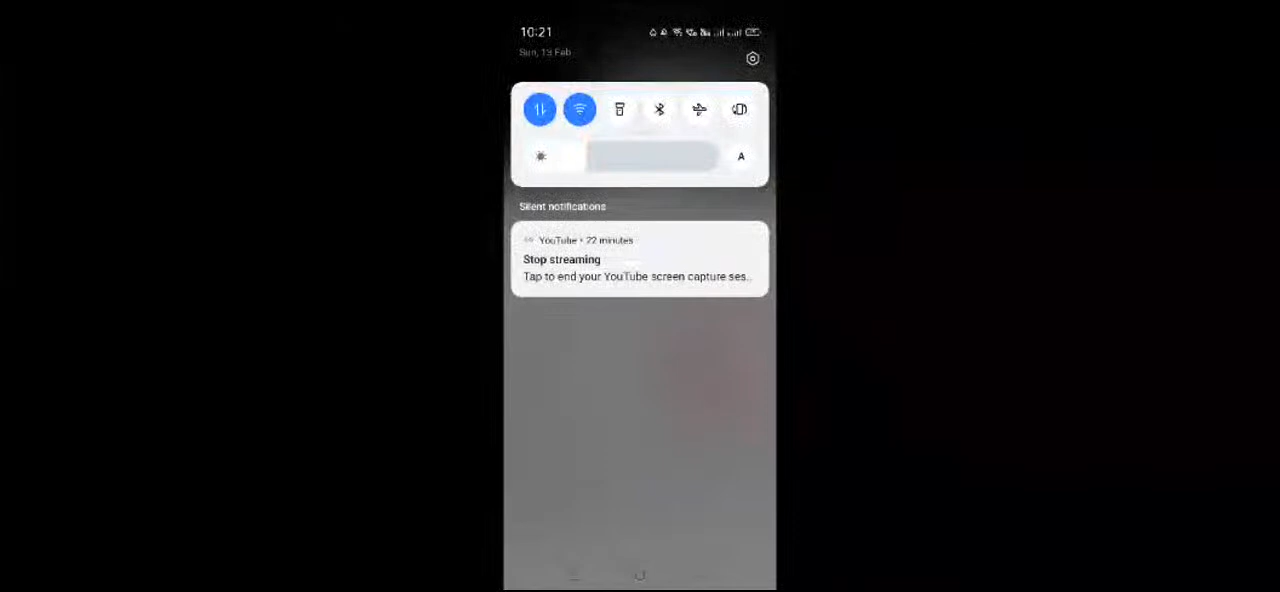 10:21
Sun, 13 Feb
A
Silent notifications
YouTube • 22 minutes
Stop streaming
Tap to end your YouTube screen capture ses..